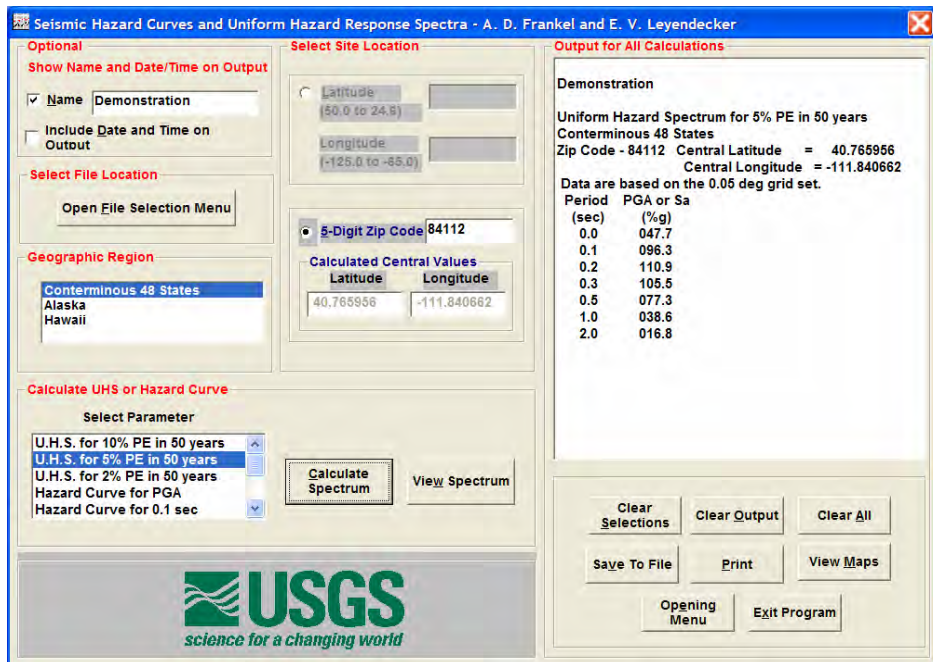 Seismic Hazard Curves and Uniform Hazard Response Spectra - A. D. Frankel and E. V. Leyendecker
Optional
Show Name and Date/Time on Output
Name Demonstration
Include Date and Time on
Output
Select File Location
Open File Selection Menu
Geographic Region
Conterminous 48 States
Alaska
Hawaii
Select Site Location
Latitude
(50.0 to 24.6)
Longitude
(-125.0 to -65.0)
5-Digit Zip Code 84112
Calculated Central Values
Latitude Longitude
40.765956 -111.840662
Calculate UHS or Hazard Curve
Select Parameter
U.H.S. for 10% PE in 50 years
U.H.S. for 5% PE in 50 years
U.H.S. for 2% PE in 50 years
Hazard Curve for PGA
Hazard Curve for 0.1 sec
Calculate
Spectrum
View Spectrum
USGS
science for a changing world
Output for All Calculations
Demonstration
Uniform Hazard Spectrum for 5% PE in 50 years
Conterminous 48 States
Zip Code - 84112 Central Latitude = 40.765956
Central Longitude = -111.840662
Data are based on the 0.05 deg grid set.
Period PGA or Sa
(sec) (%g)
0.0 047.7
0.1 096.3
0.2 110.9
0.3 105.5
0.5 077.3
1.0 038.6
2.0 016.8
Clear
Selections
Clear Output
Clear All
Save To File
Print
View Maps
Opening
Menu
Exit Program